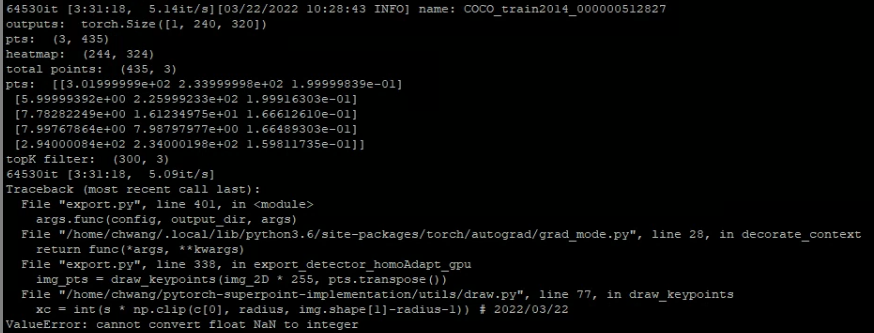 64530it [3:31:18,  5.14it/s][03/22/2022 10:28:43 INFO] name: COCO_train2014_000000512827
outputs:  torch.Size([1, 240, 320])
pts:  (3, 435)
heatmap:  (244, 324)
total points:  (435, 3)
pts:  [[3.01999999e+02 2.33999998e+02 1.99999839e-01]
 [5.99999392e+00 2.25999233e+02 1.99916303e-01]
 [7.78282249e+00 1.61234975e+01 1.66612610e-01]
 [7.99767864e+00 7.98797977e+00 1.66489303e-01]
 [2.94000084e+02 2.34000198e+02 1.59811735e-01]]
topK filter:  (300, 3)
64530it [3:31:18,  5.09it/s]
Traceback (most recent call last):
  File "export.py", line 401, in <module>
    args.func(config, output_dir, args)
  File "/home/chwang/.local/lib/python3.6/site-packages/torch/autograd/grad_mode.py", line 28, in decorate_context
    return func(*args, **kwargs)
  File "export.py", line 338, in export_detector_homoAdapt_gpu
    img_pts = draw_keypoints(img_2D * 255, pts.transpose())
  File "/home/chwang/pytorch-superpoint-implementation/utils/draw.py", line 77, in draw_keypoints
    xc = int(s * np.clip(c[0], radius, img.shape[1]-radius-1)) # 2022/03/22
ValueError: cannot convert float NaN to integer